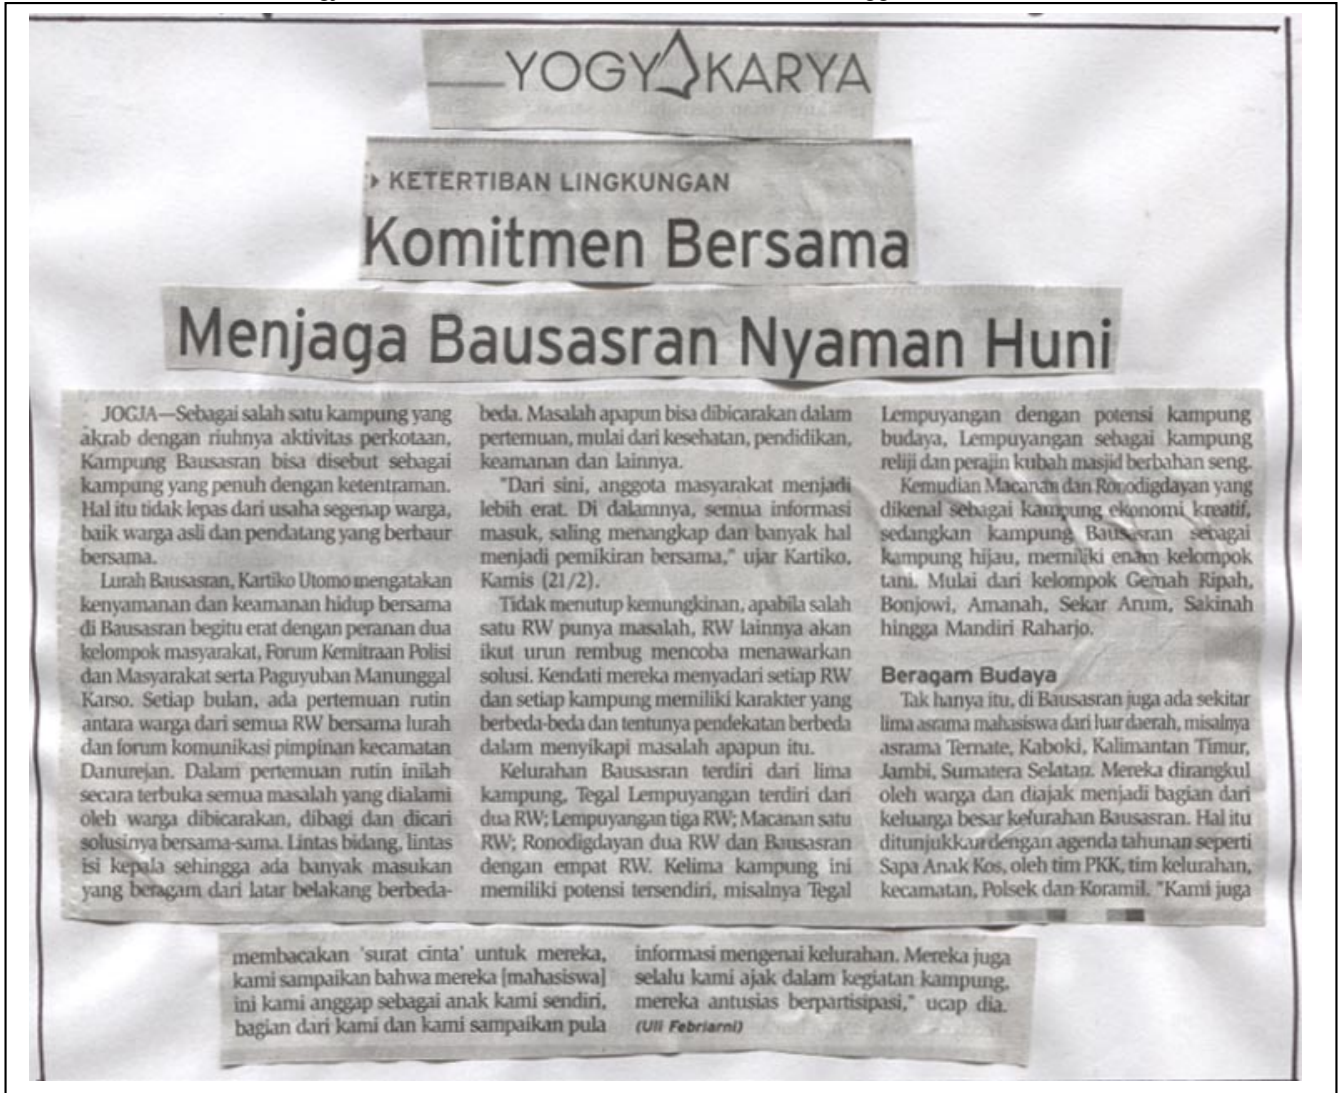 YOGYAKARYA
KETERTIBAN LINGKUNGAN
Komitmen Bersama
Menjaga Bausasran Nyaman Huni
JOGJA—Sebagai salah satu kampung yang
akrab dengan riuhnya aktivitas perkotaan,
Kampung Bausasran bisa disebut sebagai
kampung yang penuh dengan ketentraman.
Hal itu tidak lepas dari usaha segenap warga,
baik warga asli dan pendatang yang berbaur
bersama.
Lurah Bausasran, Kartiko Utomo mengatakan
kenyamanan dan keamanan hidup bersama
di Bausasran begitu erat dengan peranan dua
kelompok masyarakat, Forum Kemitraan Polisi
dan Masyarakat serta Paguyuban Manunggal
Karso. Setiap bulan, ada pertemuan rutin
antara warga dari semua RW bersama lurah
dan forum komunikasi pimpinan kecamatan
Danurejan. Dalam pertemuan rutin inilah
secara terbuka semua masalah yang dialami
oleh warga dibicarakan, dibagi dan dicari
solusinya bersama-sama. Lintas bidang, lintas
isi kepala sehingga ada banyak masukan
yang beragam dari latar belakang berbeda-
beda. Masalah apapun bisa dibicarakan dalam
pertemuan, mulai dari kesehatan, pendidikan,
keamanan dan lainnya.
"Dari sini, anggota masyarakat menjadi
lebih erat. Di dalamnya, semua informasi
masuk, saling menangkap dan banyak hal
menjadi pemikiran bersama," ujar Kartiko,
Kamis (21/2).
Tidak menutup kemungkinan, apabila salah
satu RW punya masalah, RW lainnya akan
ikut urun rembug mencoba menawarkan
solusi. Kendati mereka menyadari setiap RW
dan setiap kampung memiliki karakter yang
berbeda-beda dan tentunya pendekatan berbeda
dalam menyikapi masalah apapun itu.
Kelurahan Bausasran terdiri dari lima
kampung, Tegal Lempuyangan terdiri dari
dua RW; Lempuyangan tiga RW; Macanan satu
RW; Ronodigdayan dua RW dan Bausasran
dengan empat RW. Kelima kampung ini
memiliki potensi tersendiri, misalnya Tegal
Lempuyangan dengan potensi kampung
budaya, Lempuyangan sebagai kampung
reliji dan perajin kubah masjid berbahan seng.
Kemudian Macanan dan Ronodigdayan yang
dikenal sebagai kampung ekonomi kreatif,
sedangkan kampung Bausasran sebagai
kampung hijau, memiliki enam kelompok
tani. Mulai dari kelompok Gemah Ripah,
Bonjowi, Amanah, Sekar Arum, Sakinah
hingga Mandiri Raharjo.
Beragam Budaya
Tak hanya itu, di Bausasran juga ada sekitar
lima asrama mahasiswa dari luar daerah, misalnya
asrama Ternate, Kaboki, Kalimantan Timur,
Jambi, Sumatera Selatan. Mereka dirangkul
oleh warga dan diajak menjadi bagian dari
keluarga besar kelurahan Bausasran. Hal itu
ditunjukkan dengan agenda tahunan seperti
Sapa Anak Kos, oleh tim PKK, tim kelurahan,
kecamatan, Polsek dan Koramil. "Kami juga
membacakan 'surat cinta' untuk mereka,
kami sampaikan bahwa mereka [mahasiswa]
ini kami anggap sebagai anak kami sendiri,
bagian dari kami dan kami sampaikan pula
informasi mengenai kelurahan. Mereka juga
selalu kami ajak dalam kegiatan kampung,
mereka antusias berpartisipasi," ucap dia.
(Uli Febriarni)